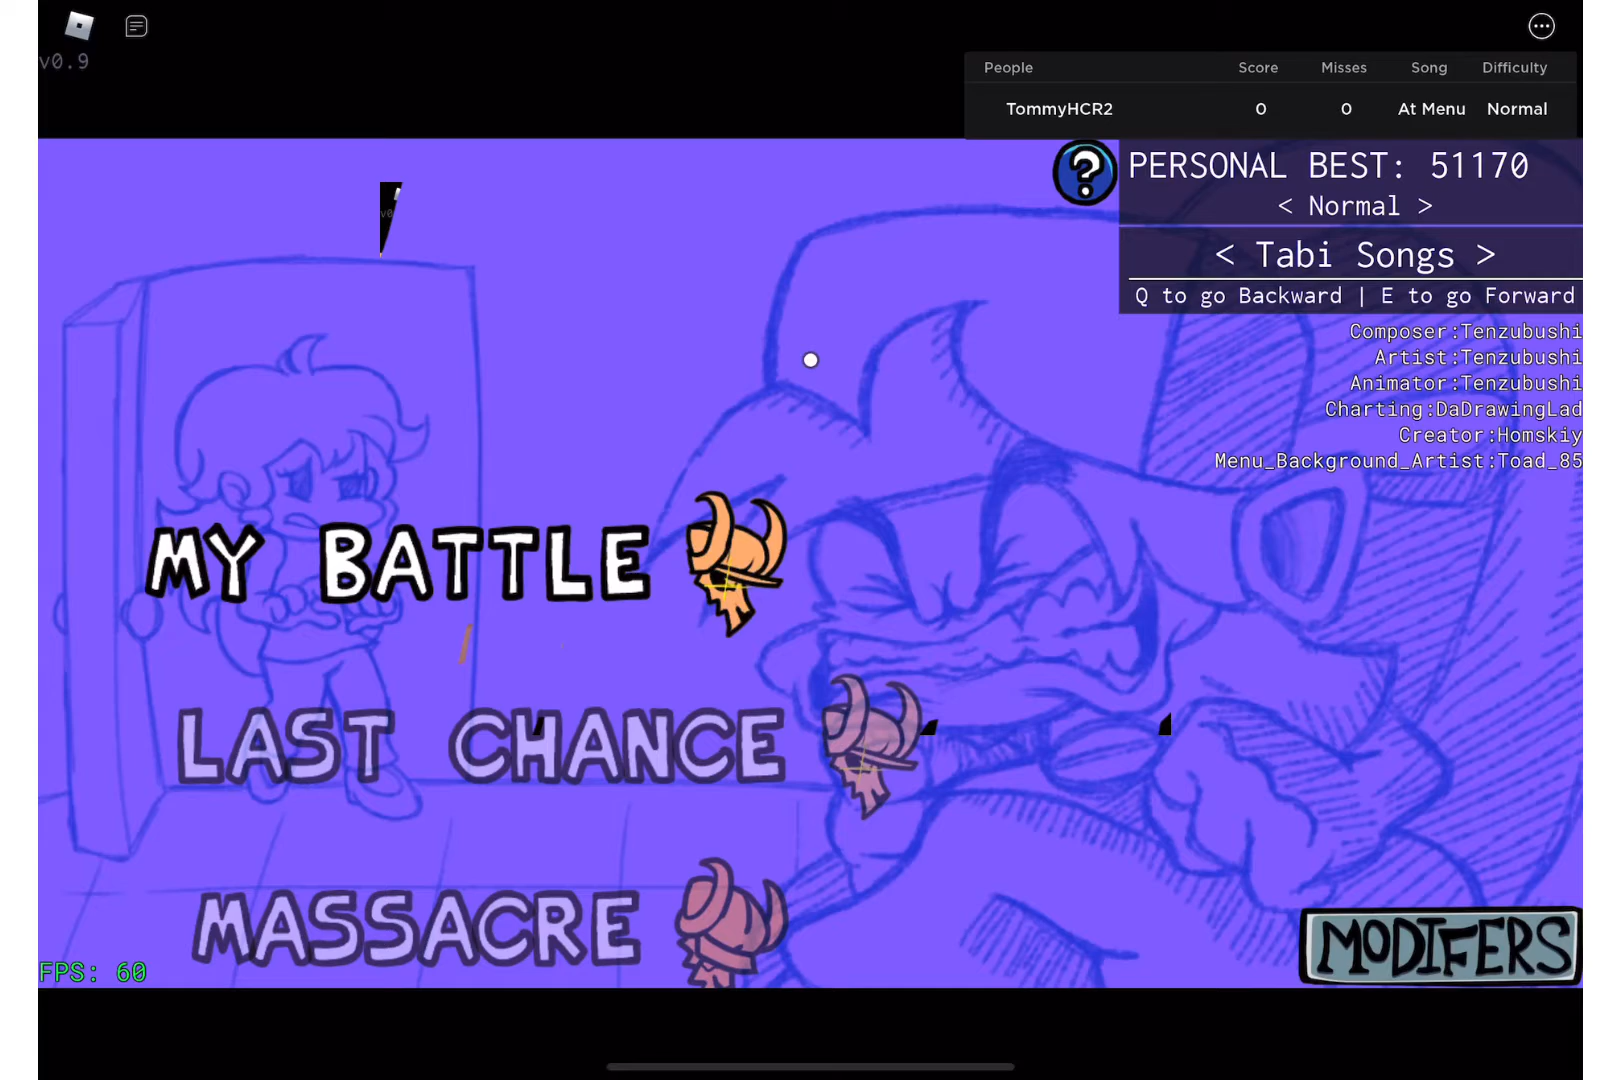 v0.9
People Score Misses Song Difficulty
TommyHCR2 0 0 At Menu Normal
PERSONAL BEST: 51170
< Normal >
< Tabi Songs >
Q to go Backward | E to go Forward
Composer:Tenzubushi
Artist:Tenzubushi
Animator:Tenzubushi
Charting:DaDrawingLad
Creator:Homskiy
Menu_Background_Artist:Toad_85
MY BATTLE
LAST CHANCE
MASSACRE
MODIFERS
FPS: 60